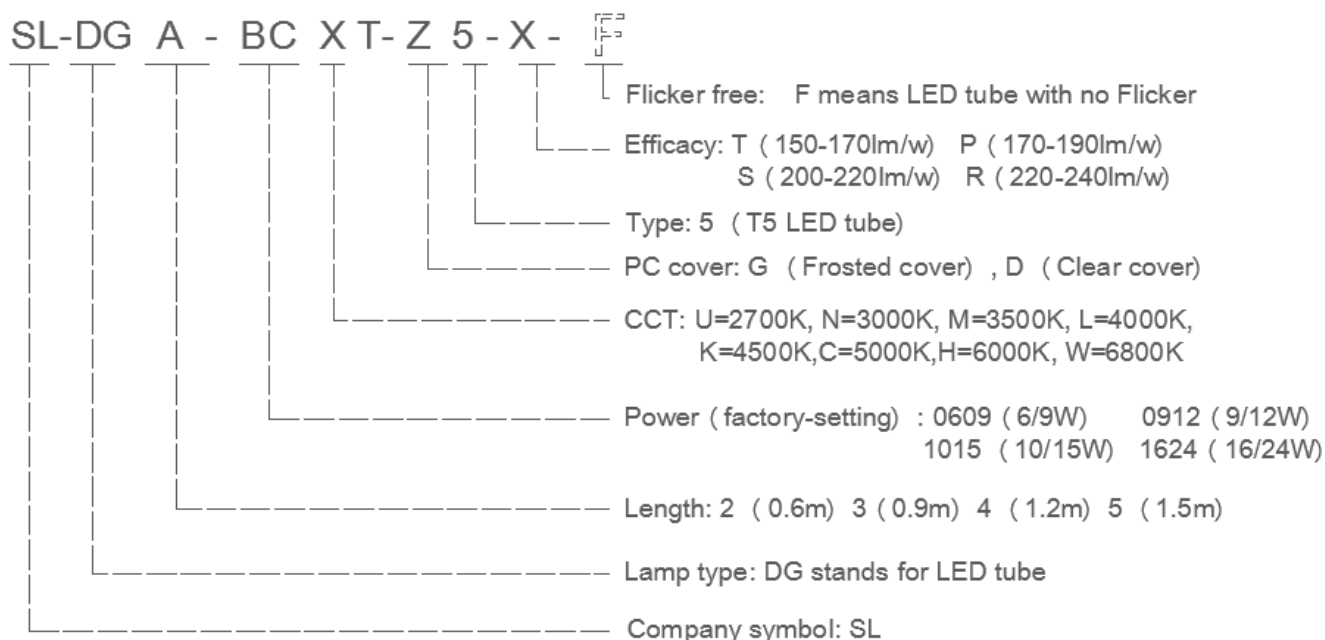 SL-DG A - BC X T- Z 5 - X - F
Flicker free: F means LED tube with no Flicker
Efficacy: T ( 150-170lm/w) P ( 170-190lm/w)
S ( 200-220lm/w) R ( 220-240lm/w)
Type: 5 ( T5 LED tube)
PC cover: G ( Frosted cover) , D ( Clear cover)
CCT: U=2700K, N=3000K, M=3500K, L=4000K,
K=4500K,C=5000K,H=6000K, W=6800K
Power ( factory-setting) : 0609 ( 6/9W) 0912 ( 9/12W)
1015 ( 10/15W) 1624 ( 16/24W)
Length: 2 ( 0.6m) 3 ( 0.9m) 4 ( 1.2m) 5 ( 1.5m)
Lamp type: DG stands for LED tube
Company symbol: SL